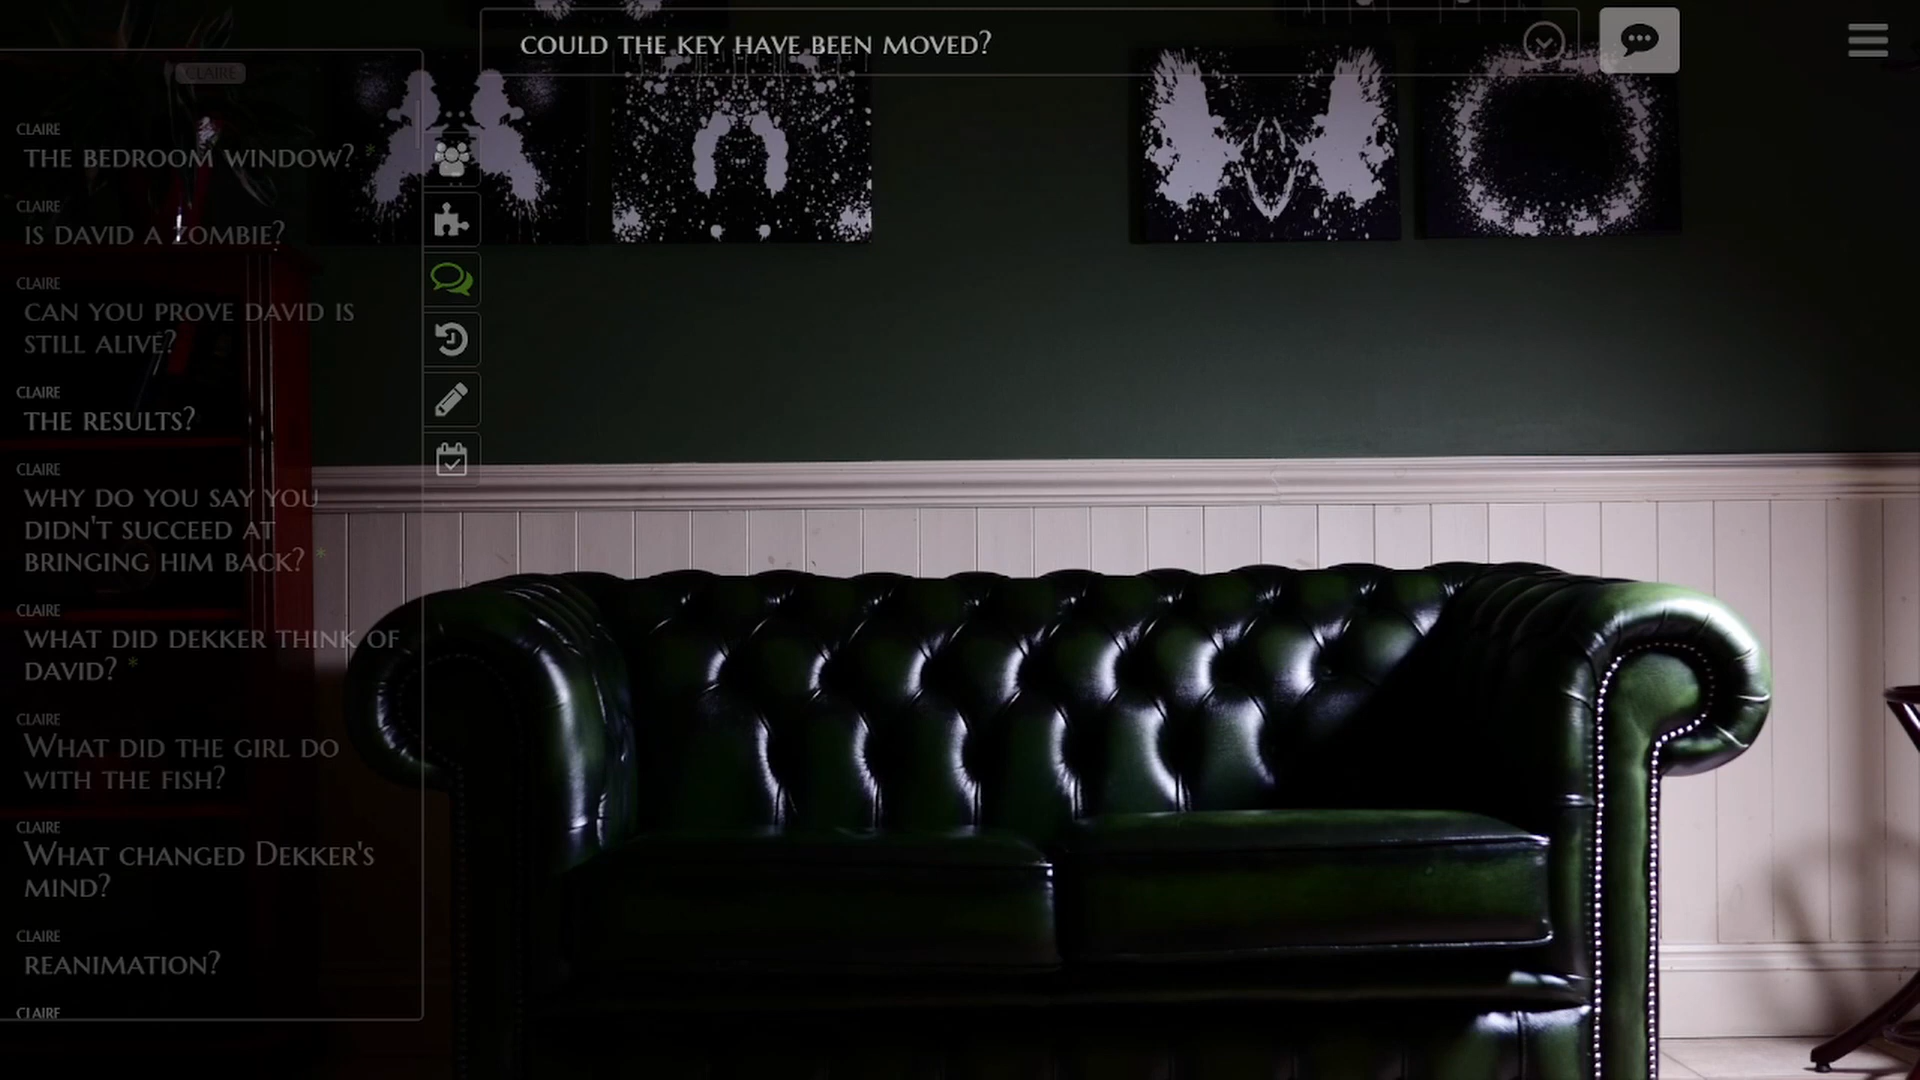 COULD THE KEY HAVE BEEN MOVED?
CLAIRE
CLAIRE
THE BEDROOM WINDOW? *
CLAIRE
IS DAVID A ZOMBIE?
CLAIRE
CAN YOU PROVE DAVID IS
STILL ALIVE?
CLAIRE
THE RESULTS?
CLAIRE
WHY DO YOU SAY YOU
DIDN'T SUCCEED AT
BRINGING HIM BACK? *
CLAIRE
WHAT DID DEKKER THINK OF
DAVID? *
CLAIRE
WHAT DID THE GIRL DO
WITH THE FISH?
CLAIRE
WHAT CHANGED DEKKER'S
MIND?
CLAIRE
REANIMATION?
CLAIRE